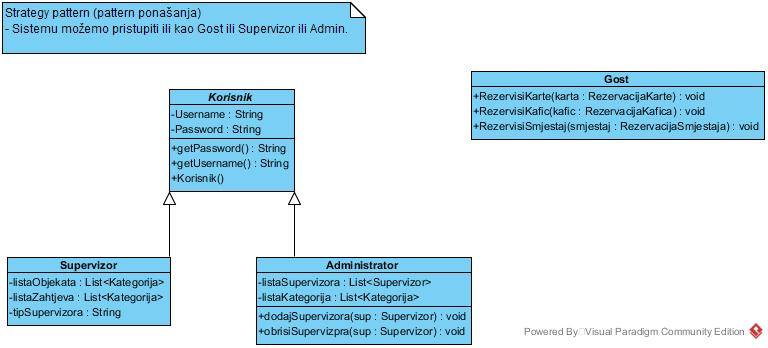 Strategy pattern (pattern ponašanja)
- Sistemu možemo pristupiti ili kao Gost ili Supervizor ili Admin.
Korisnik
-Username : String
-Password : String
+getPassword() : String
+getUsername() : String
+Korisnik()
Gost
+RezervisiKarte(karta : RezervacijaKarte) : void
+RezervisiKafic(kafic : RezervacijaKafica) : void
+RezervisiSmjestaj(smjestaj : RezervacijaSmjestaja) : void
Supervizor
-listaObjekata : List<Kategorija>
-listaZahtjeva : List<Kategorija>
-tipSupervizora : String
Administrator
-listaSupervizora : List<Supervizor>
-listaKategorija : List<Kategorija>
+dodajSupervizora(sup : Supervizor) : void
+obrisiSupervizpra(sup : Supervizor) : void
Powered By Visual Paradigm Community Edition